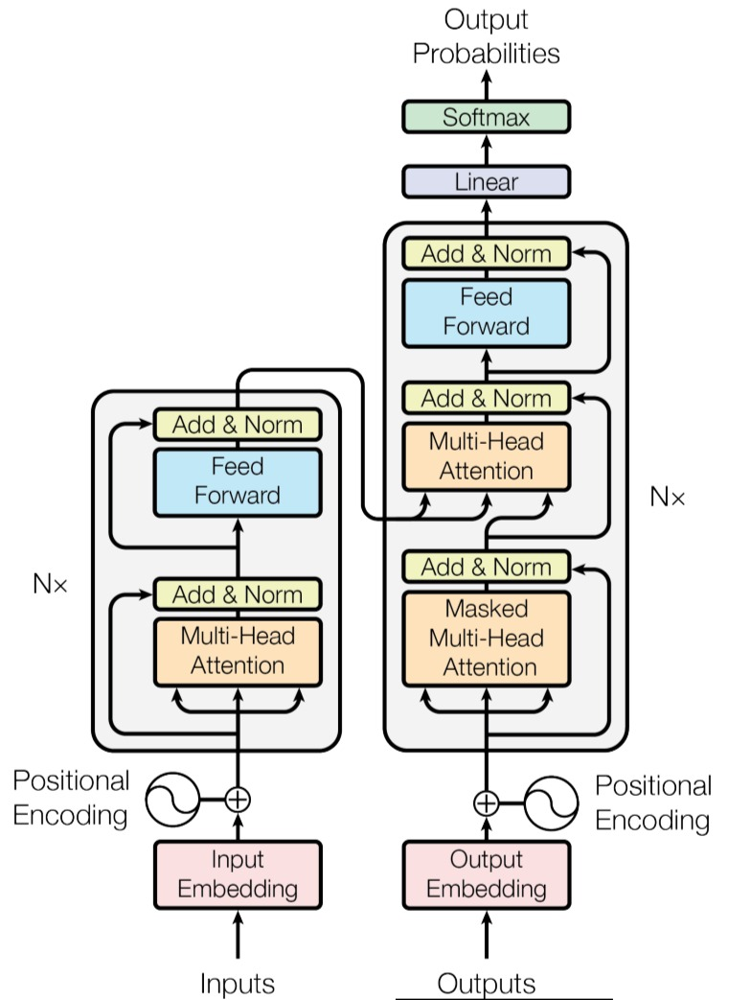 Output
Probabilities
Softmax
Linear
Add & Norm
Feed
Forward
Add & Norm
Multi-Head
Attention
Nx
Add & Norm
Masked
Multi-Head
Attention
Add & Norm
Feed
Forward
Nx
Add & Norm
Multi-Head
Attention
Positional
Encoding
Positional
Encoding
Input
Embedding
Output
Embedding
Inputs
Outputs